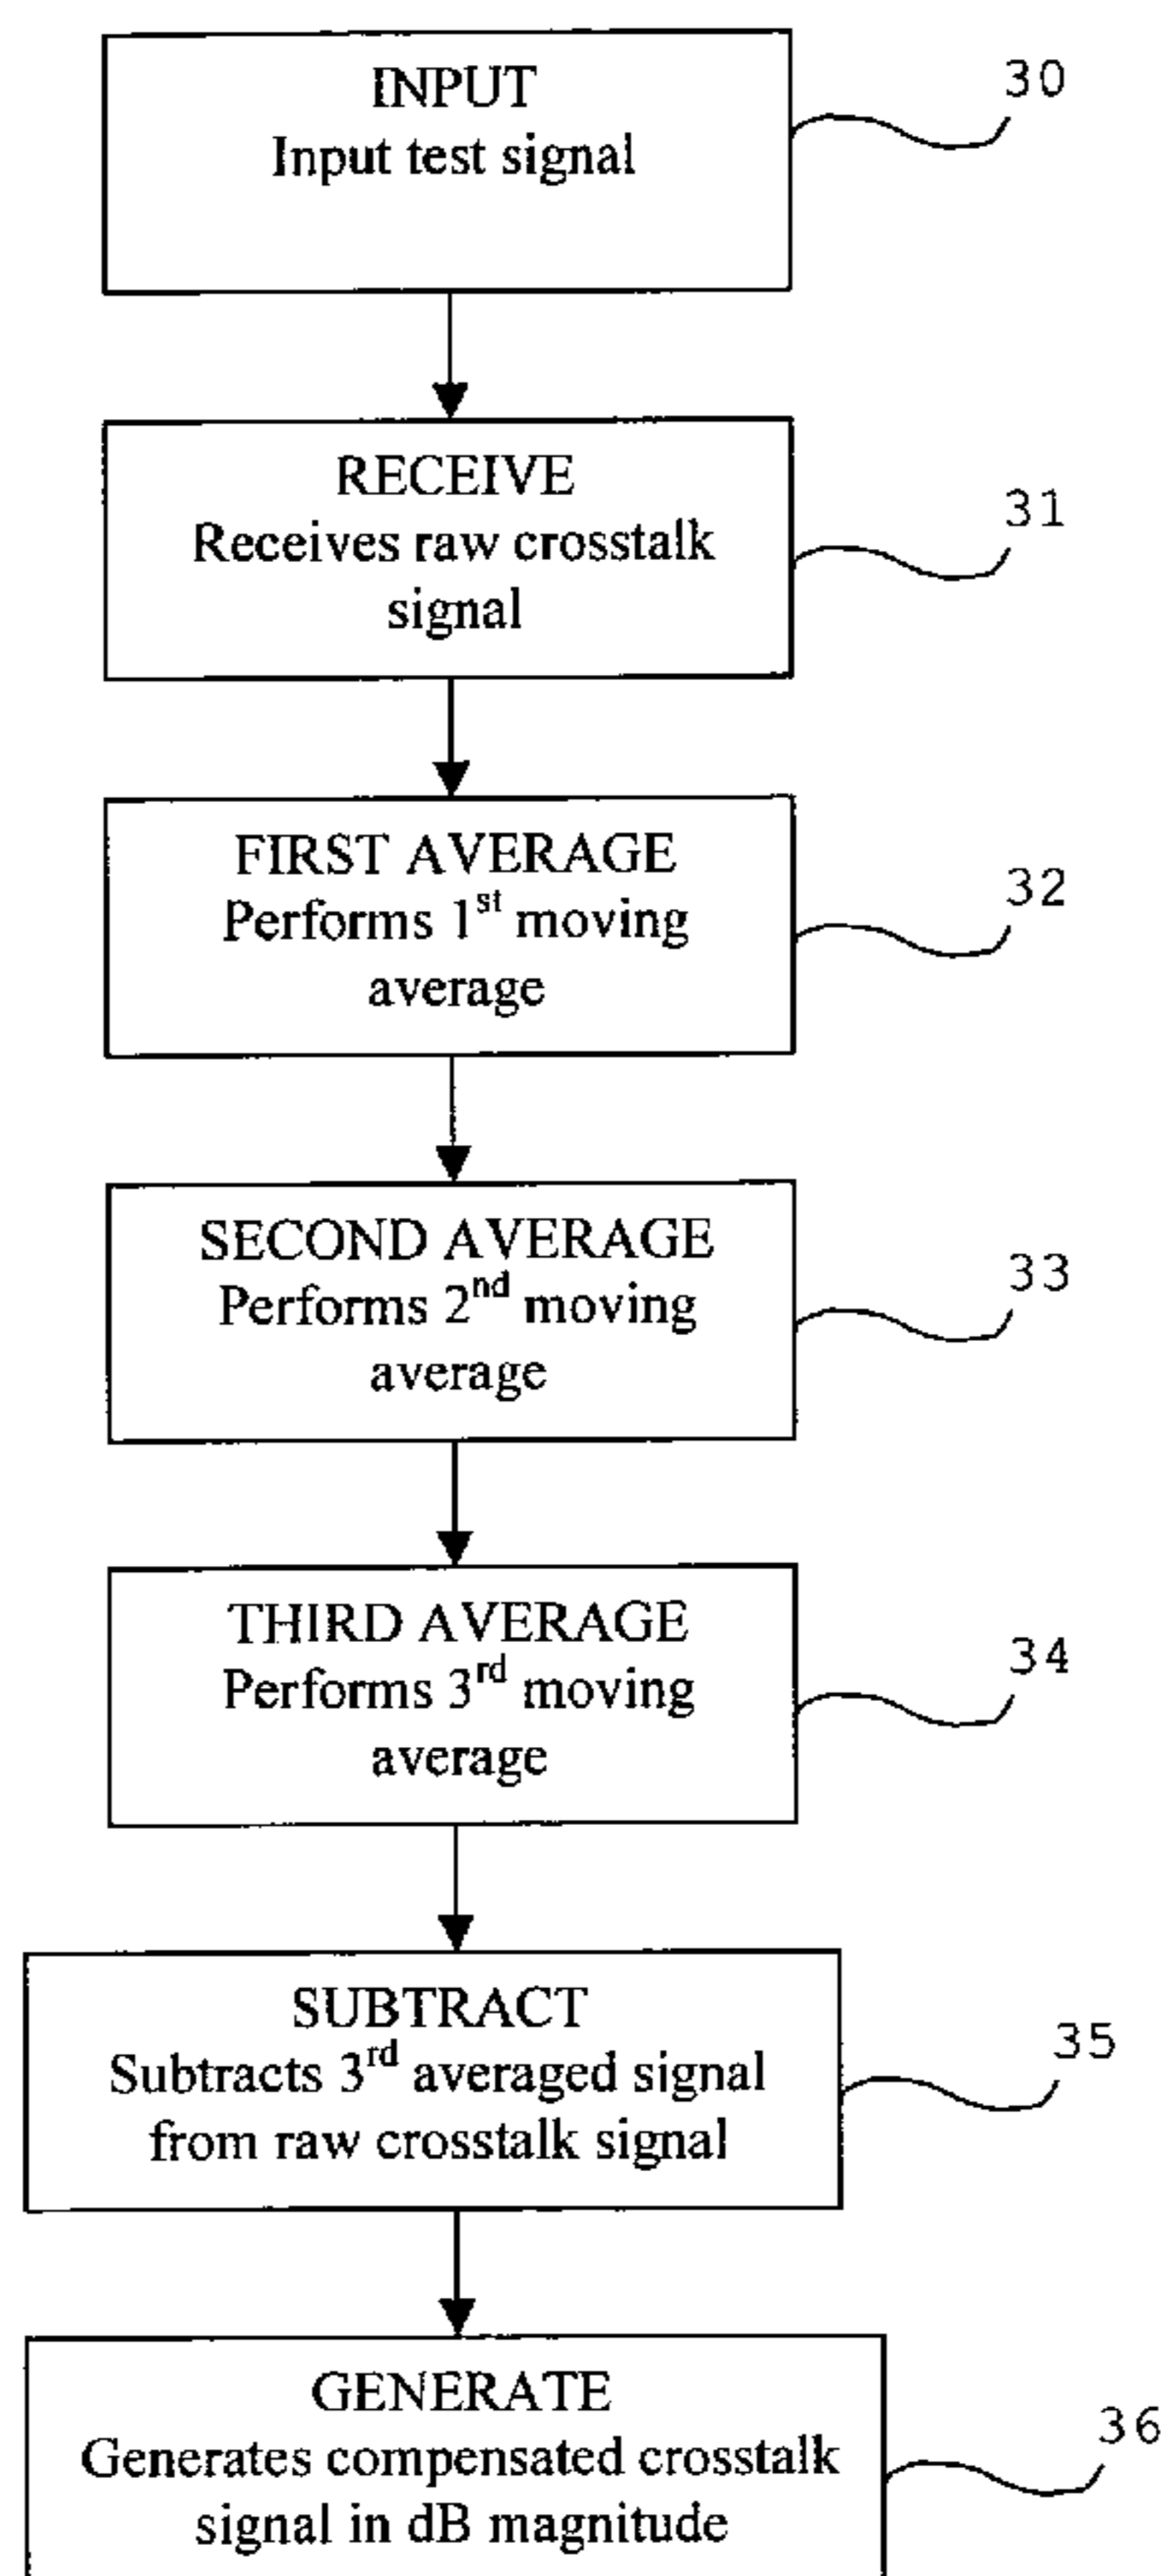 INPUT
Input test signal
30
RECEIVE
Receives raw crosstalk
signal
31
FIRST AVERAGE
Performs 1st moving
average
32
SECOND AVERAGE
Performs 2nd moving
average
33
THIRD AVERAGE
Performs 3rd moving
average
34
SUBTRACT
Subtracts 3rd averaged signal
from raw crosstalk signal
35
GENERATE
Generates compensated crosstalk
signal in dB magnitude
36